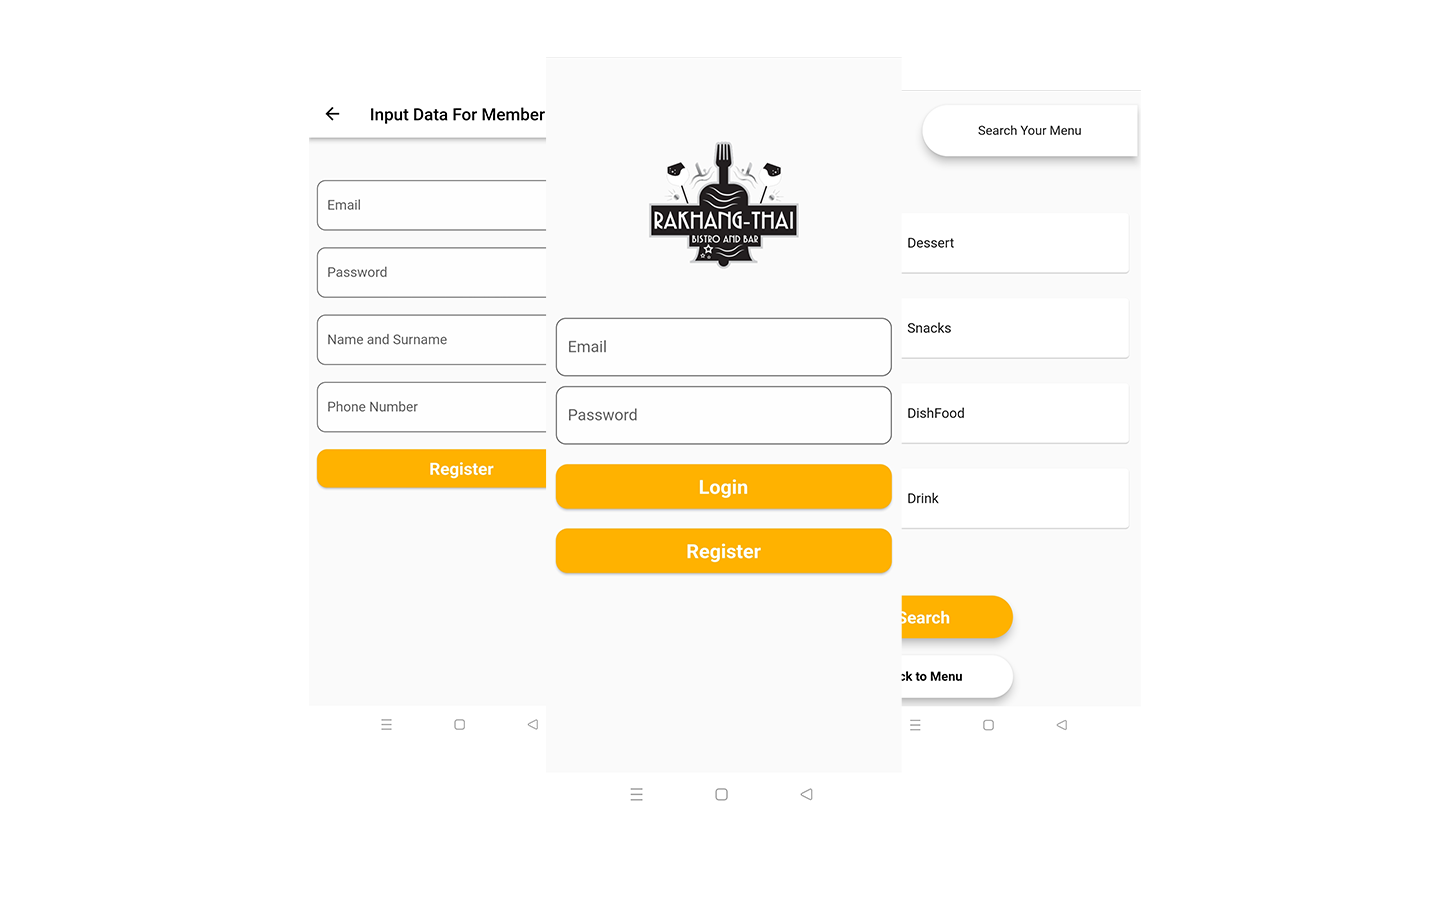 Input Data For Member
Email
Password
Name and Surname
Phone Number
Register
RAKHANG-THAI
BISTRO AND BAR
Email
Password
Login
Register
Search Your Menu
Dessert
Snacks
DishFood
Drink
Search
ck to Menu